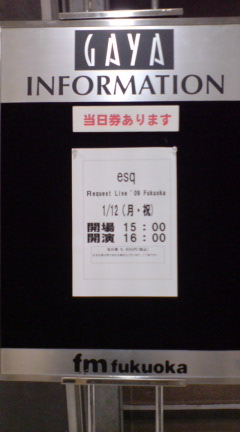 GAYA
INFORMATION
当日券あります
esq
Request Live '09 Fukuoka
1/12 (月・祝)
開場 15:00
開演 16:00
fm fukuoka